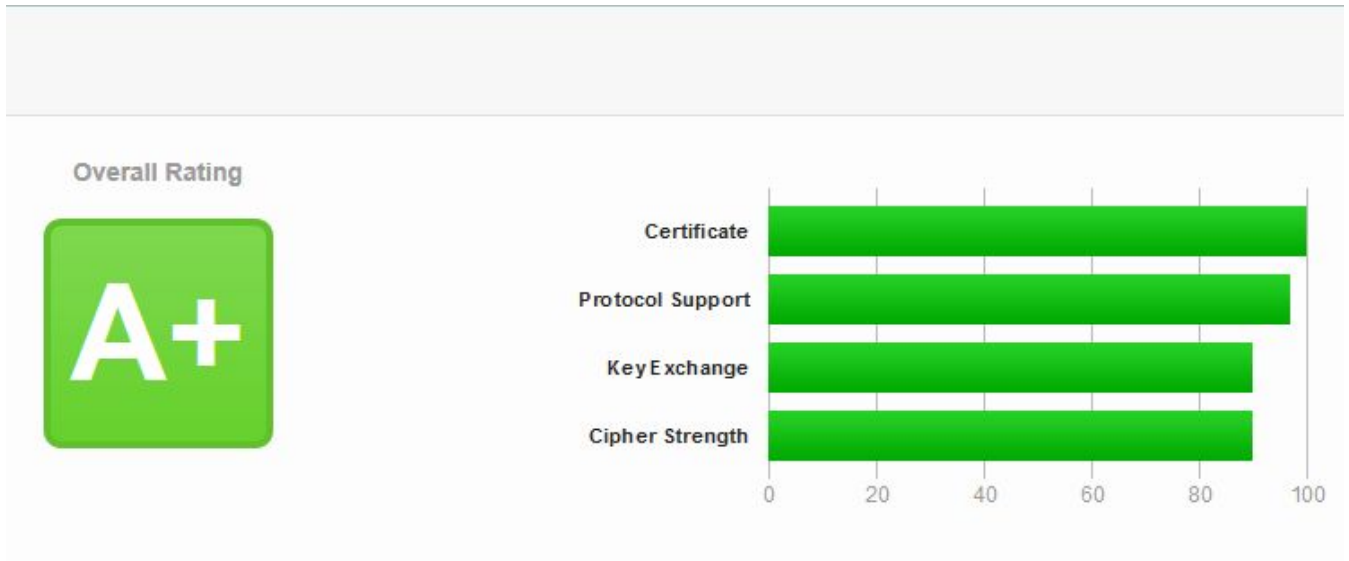 Overall Rating
A+
Certificate
Protocol Support
Key Exchange
Cipher Strength
0 20 40 60 80 100